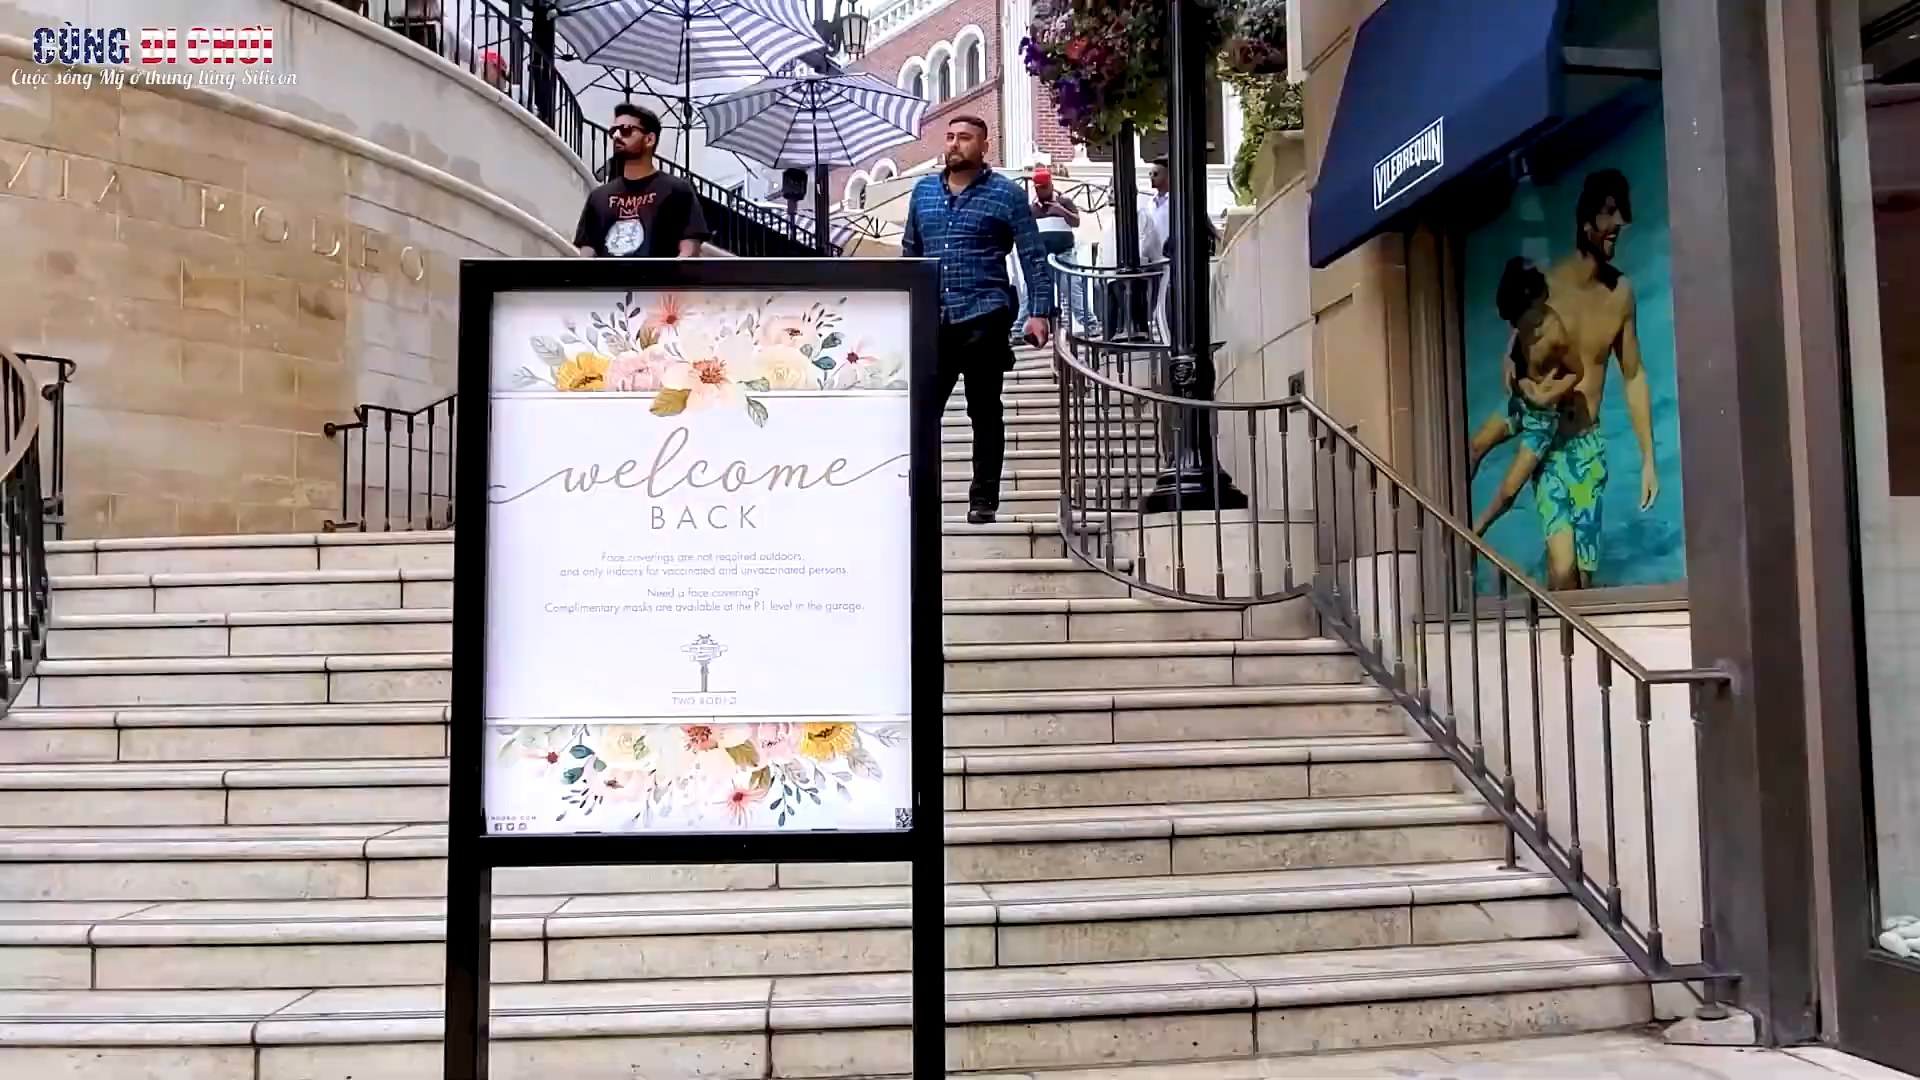 CÙNG ĐI CHƠI
Cuộc sống Mỹ ở thung lũng Silicon
VIA RODEO
FAMOUS
VILEBREQUIN
welcome
BACK
Face coverings are not required outdoors,
and only indoors for vaccinated and unvaccinated persons.
Need a face covering?
Complimentary masks are available at the P1 level in the garage.
TWO RODEO